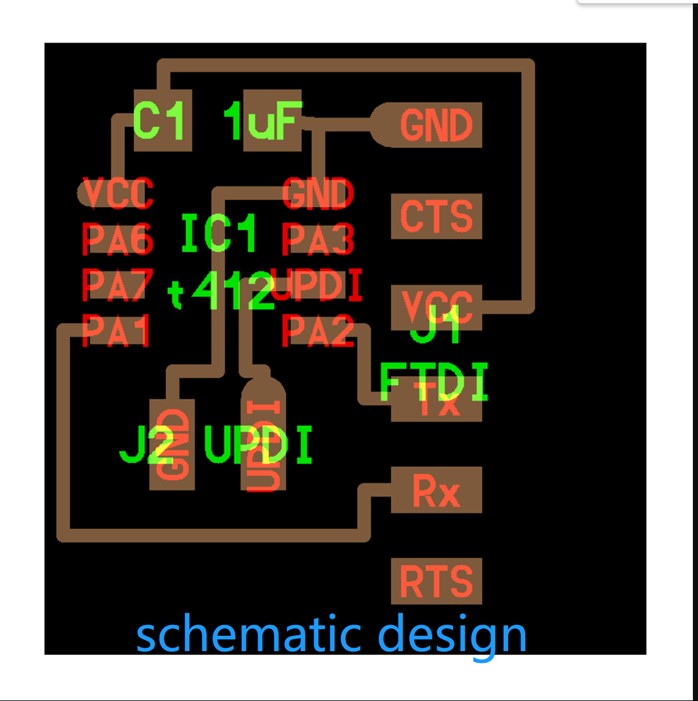 C1 1uF GND
VCC GND
PA6 IC1 PA3 CTS
PA7 t412 UPDI VCC
PA1 PA2 J1
FTDI
Tx
GND UPDI
J2 UPDI
Rx
RTS
schematic design